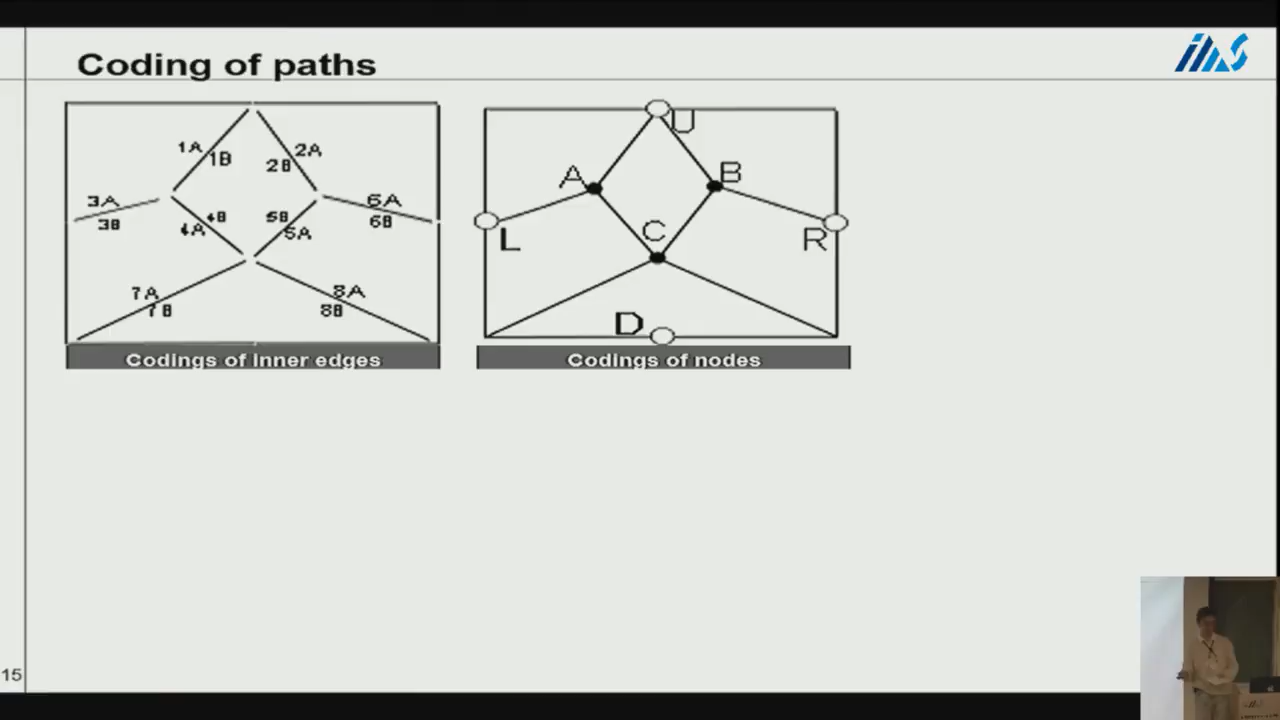 Coding of paths
IMS
1A
1B
2A
2B
3A
3B
4B
4A
5B
5A
6A
6B
7A
7B
8A
8B
Codings of inner edges
U
A
B
L
C
R
D
Codings of nodes
15